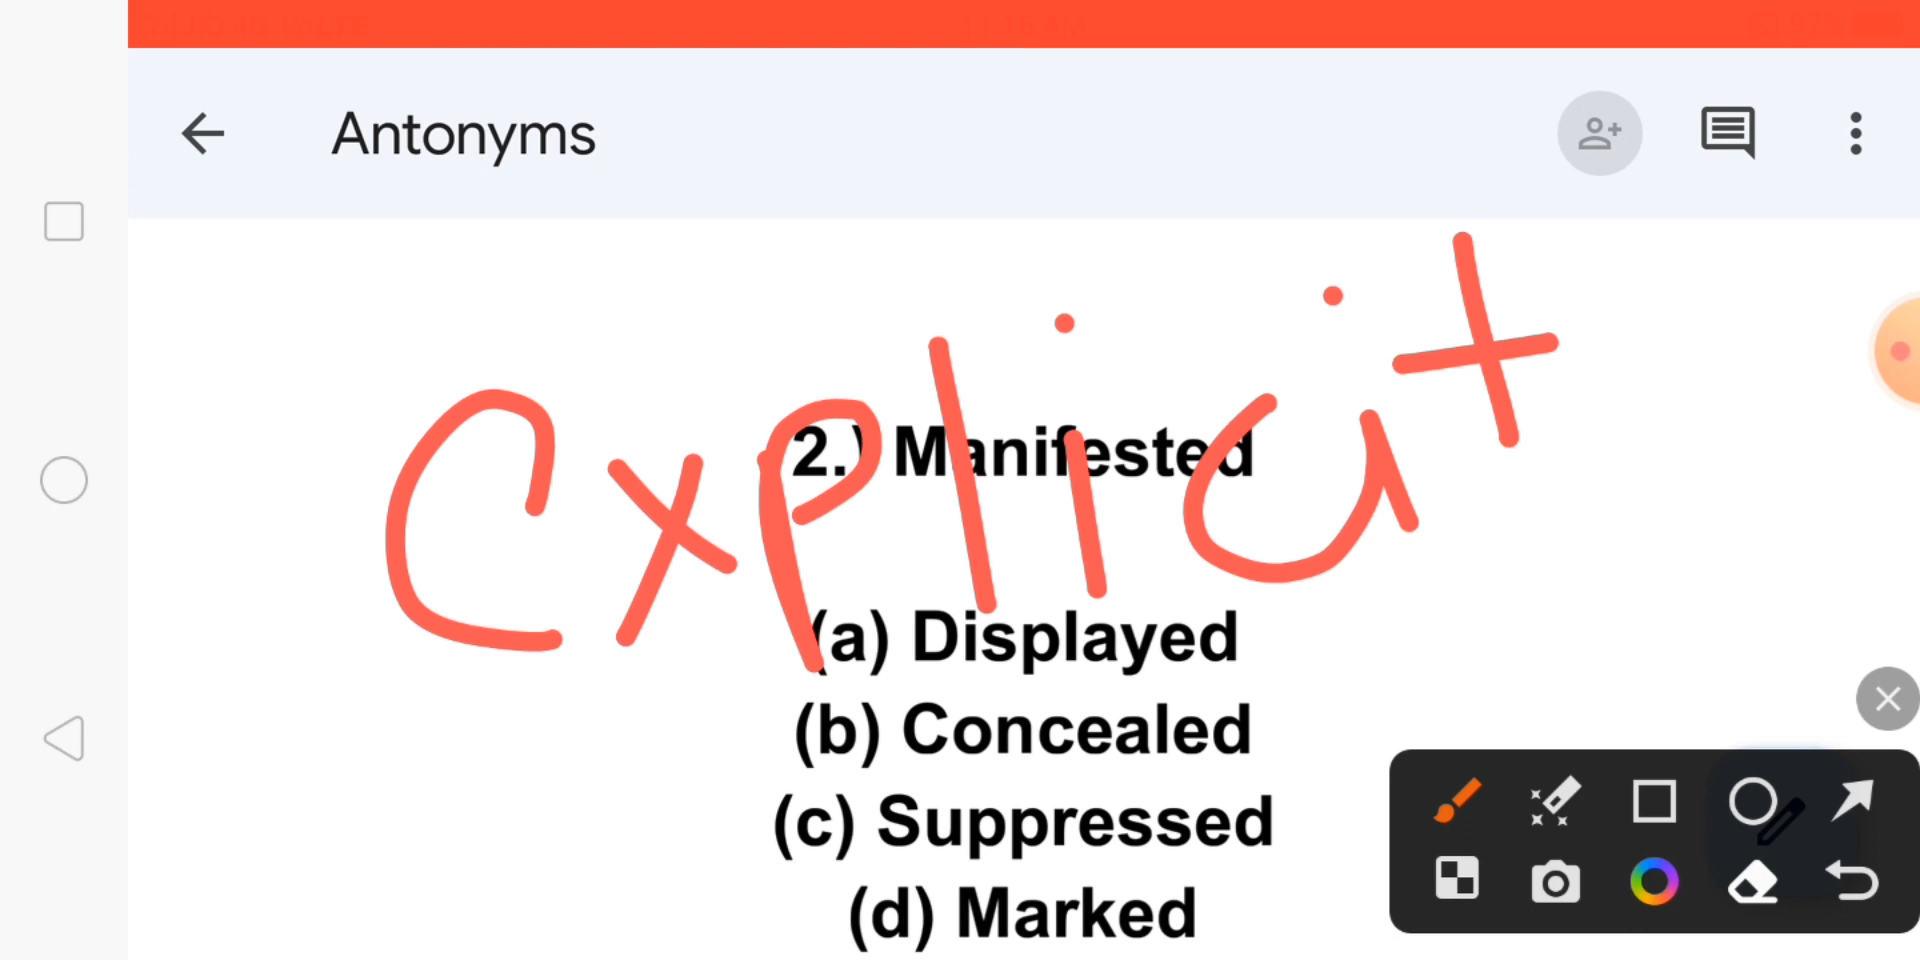 Antonyms
Explicit
2.) Manifested
(a) Displayed
(b) Concealed
(c) Suppressed
(d) Marked